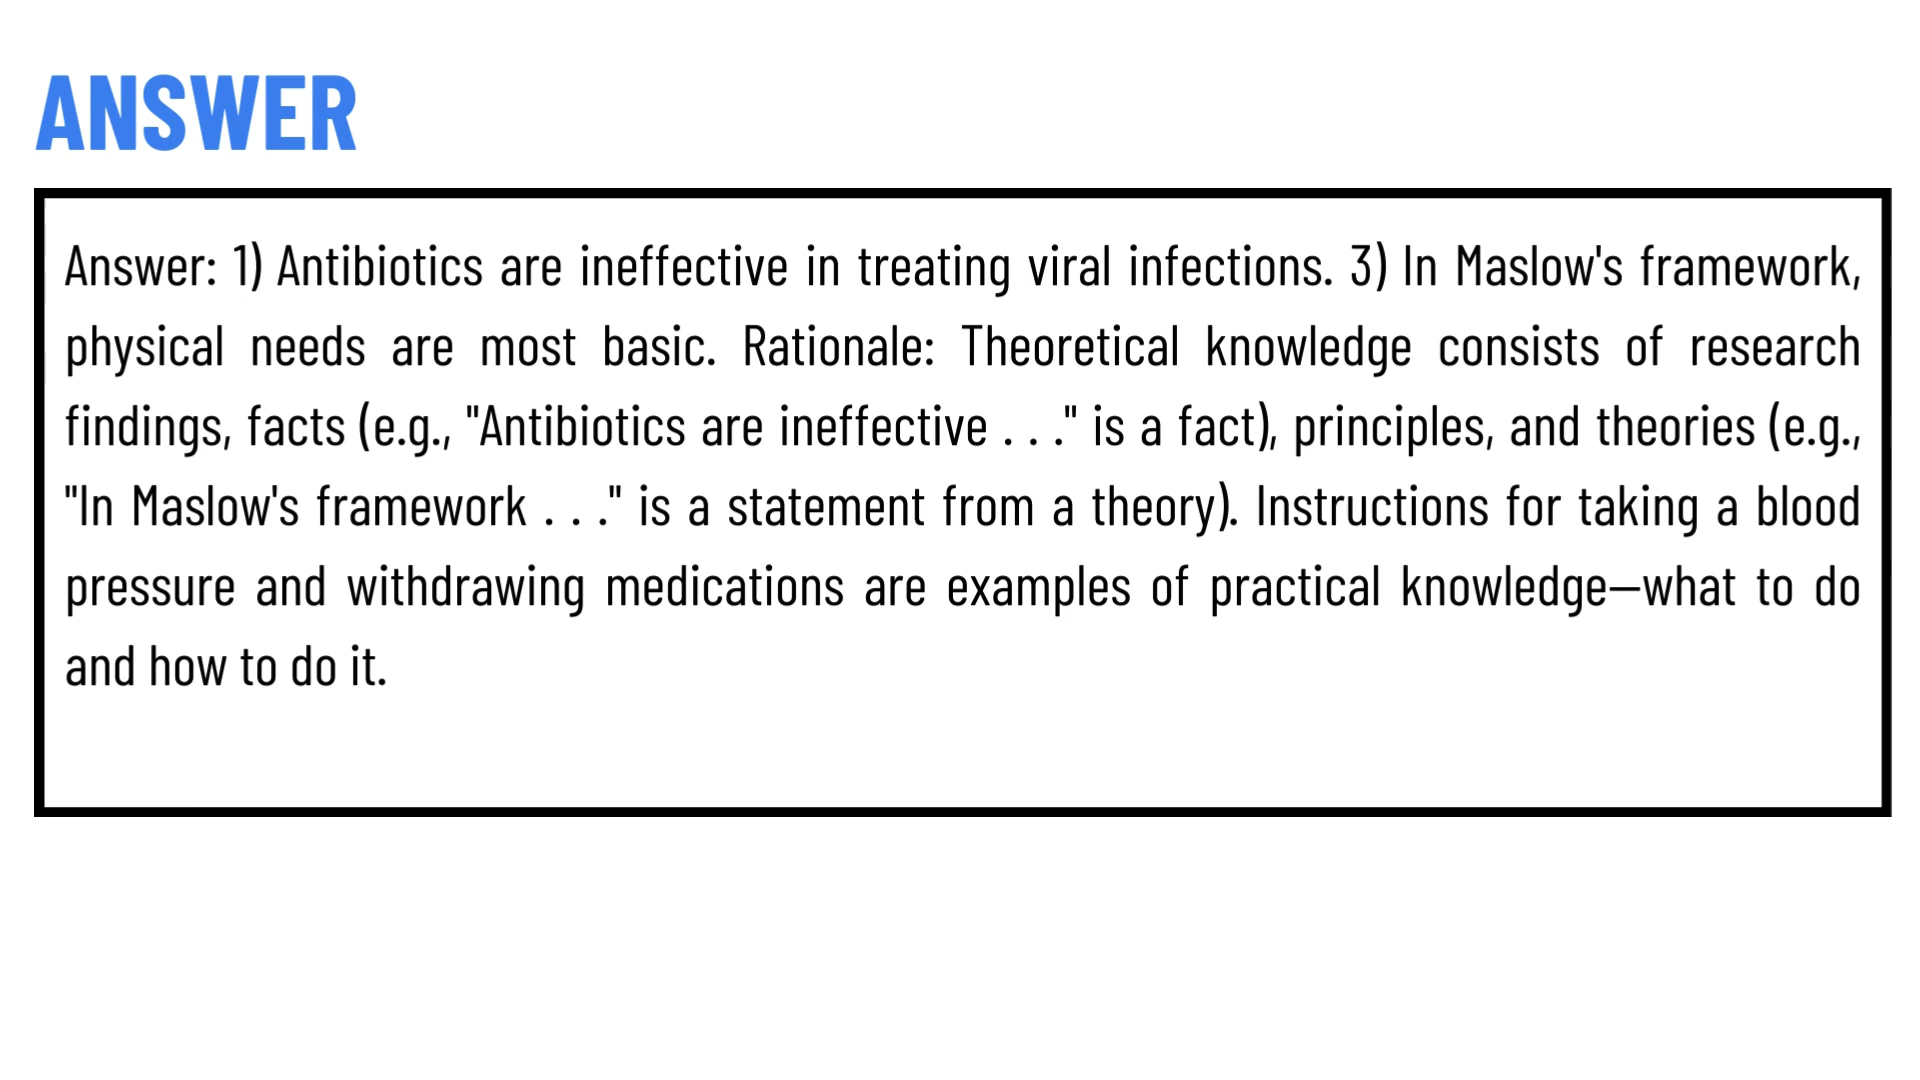 ANSWER
Answer: 1) Antibiotics are ineffective in treating viral infections. 3) In Maslow's framework,
physical needs are most basic. Rationale: Theoretical knowledge consists of research
findings, facts (e.g., "Antibiotics are ineffective . . ." is a fact), principles, and theories (e.g.,
"In Maslow's framework . . ." is a statement from a theory). Instructions for taking a blood
pressure and withdrawing medications are examples of practical knowledge—what to do
and how to do it.